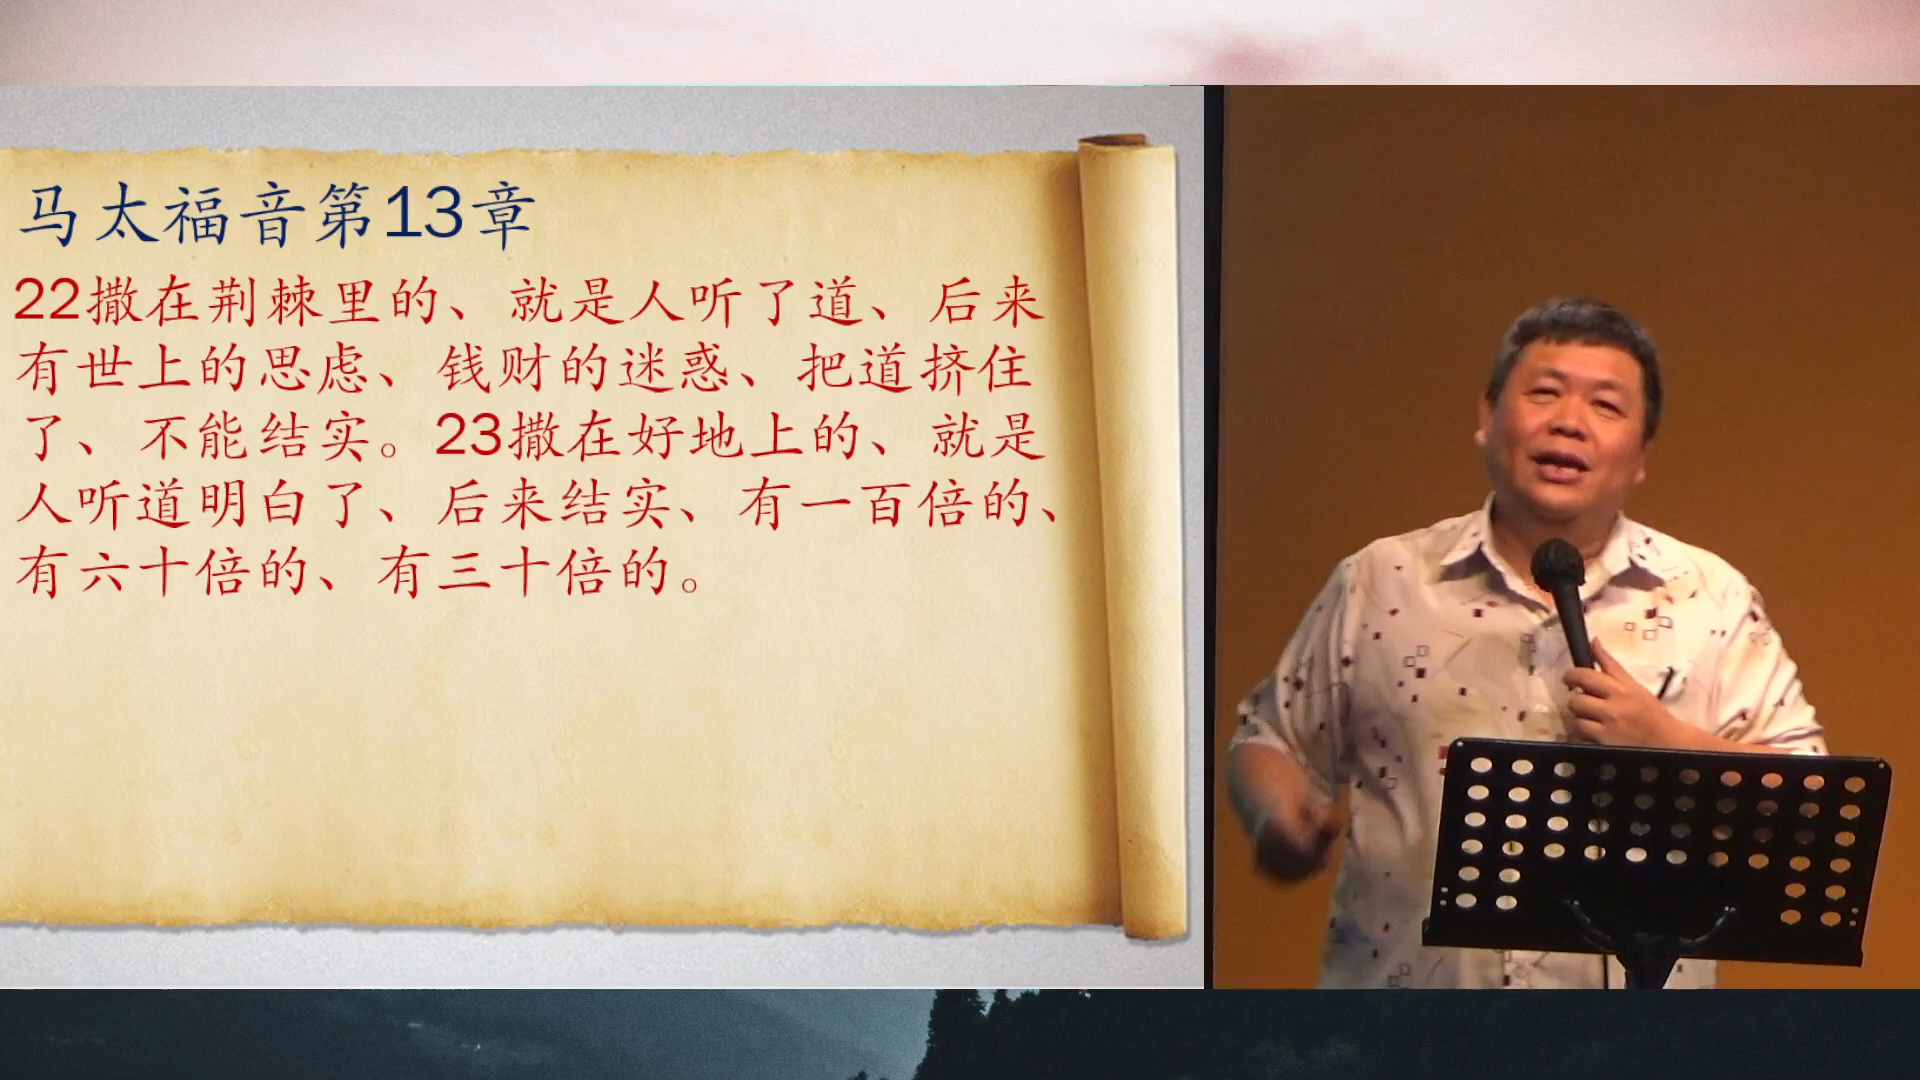 马太福音第13章
22撒在荆棘里的、就是人听了道、后来
有世上的思虑、钱财的迷惑、把道挤住
了、不能结实。23撒在好地上的、就是
人听道明白了、后来结实、有一百倍的、
有六十倍的、有三十倍的。